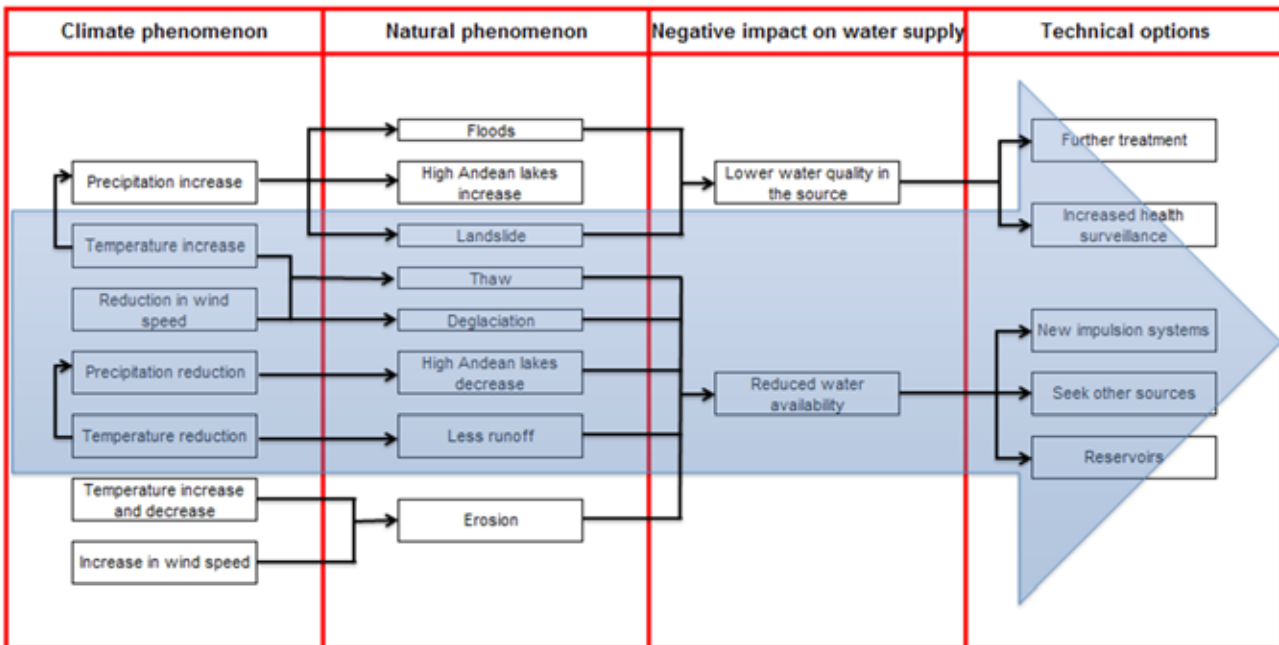 Climate phenomenon
Natural phenomenon
Negative impact on water supply
Technical options
Precipitation increase
Temperature increase
Reduction in wind
speed
Precipitation reduction
Temperature reduction
Temperature increase
and decrease
Increase in wind speed
Floods
High Andean lakes
increase
Landslide
Thaw
Deglaciation
High Andean lakes
decrease
Less runoff
Erosion
Lower water quality in
the source
Reduced water
availability
Further treatment
Increased health
surveillance
New impulsion systems
Seek other sources
Reservoirs